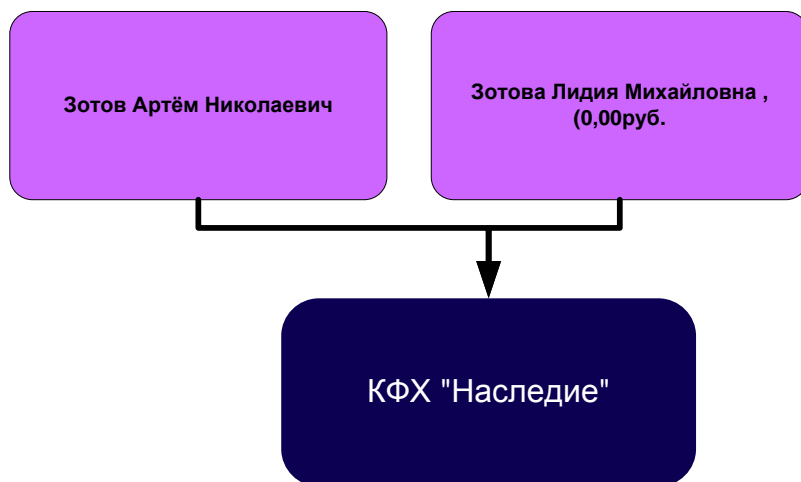 Зотов Артём Николаевич
Зотова Лидия Михайловна ,
(0,00руб.
КФХ "Наследие"